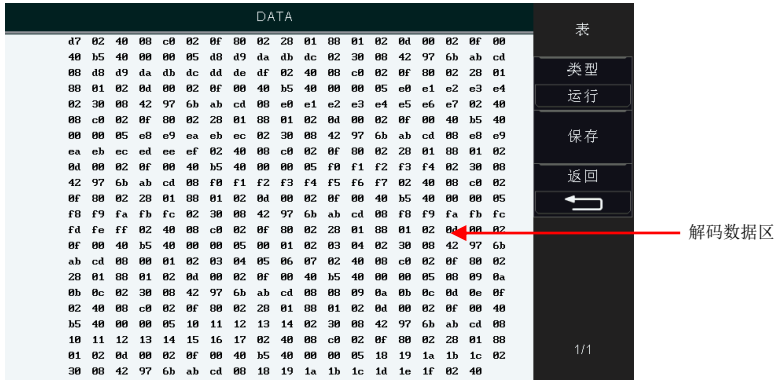 DATA
d7 02 40 08 c0 02 0f 80 02 28 01 88 01 02 0d 00 02 0f 00
40 b5 40 00 00 05 d8 d9 da db dc 02 30 08 42 97 6b ab cd
08 d8 d9 da db dc dd de df 02 40 08 c0 02 0f 80 02 28 01
88 01 02 0d 00 02 0f 00 40 b5 40 00 00 05 e0 e1 e2 e3 e4
02 30 08 42 97 6b ab cd 08 e0 e1 e2 e3 e4 e5 e6 e7 02 40
08 c0 02 0f 80 02 28 01 88 01 02 0d 00 02 0f 00 40 b5 40
00 00 05 e8 e9 ea eb ec 02 30 08 42 97 6b ab cd 08 e8 e9
ea eb ec ed ee ef 02 40 08 c0 02 0f 80 02 28 01 88 01 02
0d 00 02 0f 00 40 b5 40 00 00 05 f0 f1 f2 f3 f4 02 30 08
42 97 6b ab cd 08 f0 f1 f2 f3 f4 f5 f6 f7 02 40 08 c0 02
0f 80 02 28 01 88 01 02 0d 00 02 0f 00 40 b5 40 00 00 05
f8 f9 fa fb fc 02 30 08 42 97 6b ab cd 08 f8 f9 fa fb fc
fd fe ff 02 40 08 c0 02 0f 80 02 28 01 88 01 02 0d 00 02
0f 00 40 b5 40 00 00 05 00 01 02 03 04 02 30 08 42 97 6b
ab cd 08 00 01 02 03 04 05 06 07 02 40 08 c0 02 0f 80 02
28 01 88 01 02 0d 00 02 0f 00 40 b5 40 00 00 05 08 09 0a
0b 0c 02 30 08 42 97 6b ab cd 08 08 09 0a 0b 0c 0d 0e 0f
02 40 08 c0 02 0f 80 02 28 01 88 01 02 0d 00 02 0f 00 40
b5 40 00 00 05 10 11 12 13 14 02 30 08 42 97 6b ab cd 08
10 11 12 13 14 15 16 17 02 40 08 c0 02 0f 80 02 28 01 88
01 02 0d 00 02 0f 00 40 b5 40 00 00 05 18 19 1a 1b 1c 02
30 08 42 97 6b ab cd 08 18 19 1a 1b 1c 1d 1e 1f 02 40
表
类型
运行
保存
返回
1/1
解码数据区